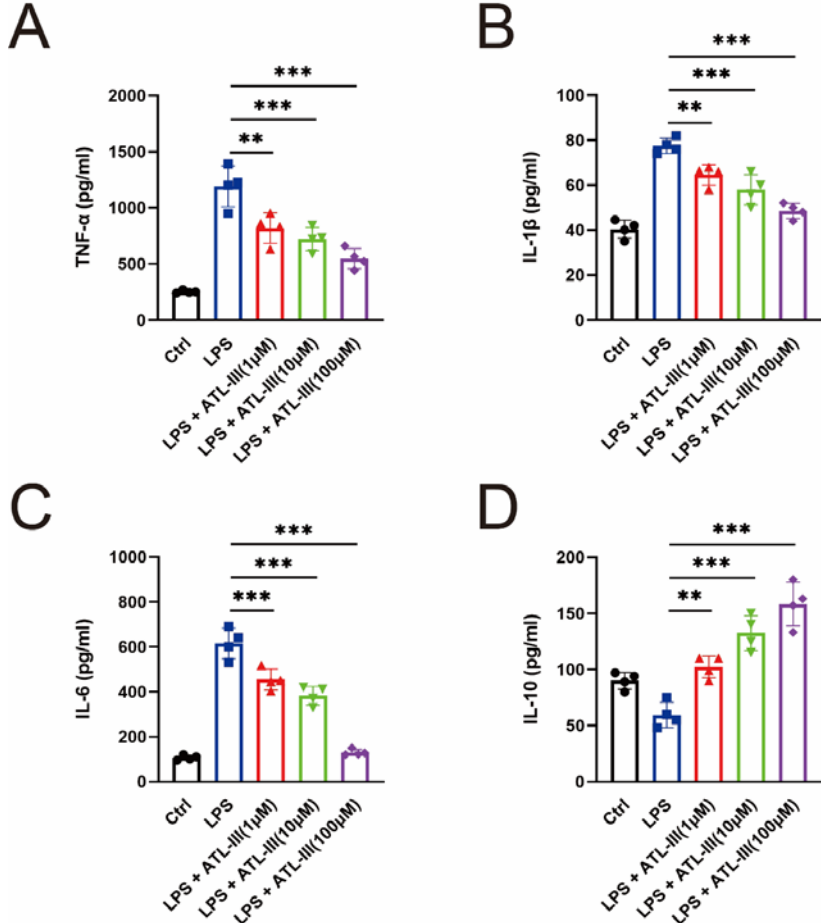 A
TNF-α (pg/ml)
2000
1500
1000
500
0
***
***
**
Ctrl
LPS
LPS + ATL-III(1μM)
LPS + ATL-III(10μM)
LPS + ATL-III(100μM)
B
IL-1β (pg/ml)
100
80
60
40
20
0
***
***
**
Ctrl
LPS
LPS + ATL-III(1μM)
LPS + ATL-III(10μM)
LPS + ATL-III(100μM)
C
IL-6 (pg/ml)
1000
800
600
400
200
0
***
***
***
Ctrl
LPS
LPS + ATL-III(1μM)
LPS + ATL-III(10μM)
LPS + ATL-III(100μM)
D
IL-10 (pg/ml)
200
150
100
50
0
***
***
**
Ctrl
LPS
LPS + ATL-III(1μM)
LPS + ATL-III(10μM)
LPS + ATL-III(100μM)